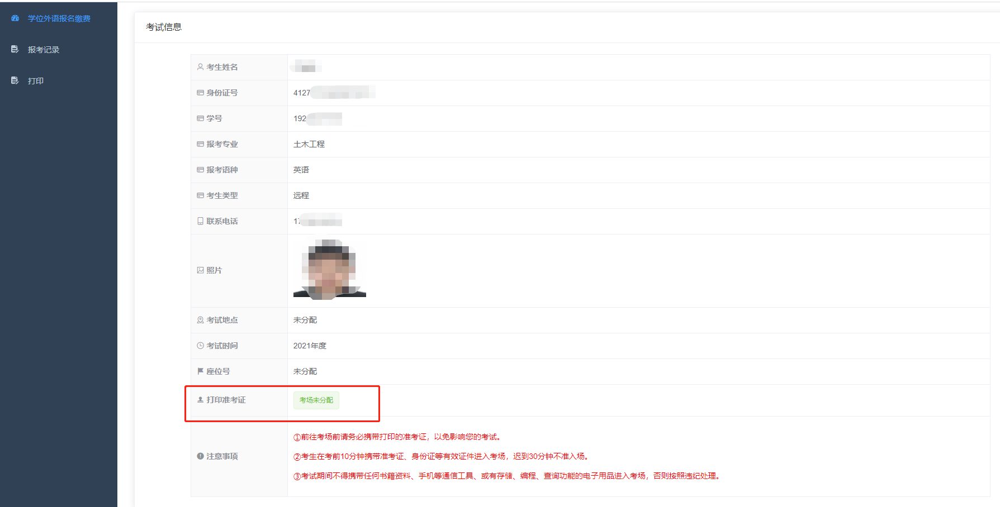 学位外语报名缴费
报考记录
打印
考试信息
考生姓名
身份证号 4127
学号 192
报考专业 土木工程
报考语种 英语
考生类型 远程
联系电话 17
照片
考试地点 未分配
考试时间 2021年度
座位号 未分配
打印准考证 考场未分配
注意事项
①前往考场前请务必携带打印的准考证，以免影响您的考试。
②考生在考前10分钟携带准考证、身份证等有效证件进入考场，迟到30分钟不准入场。
③考试期间不得携带任何书籍资料、手机等通信工具、或有存储、编程、查询功能的电子用品进入考场，否则按照违纪处理。